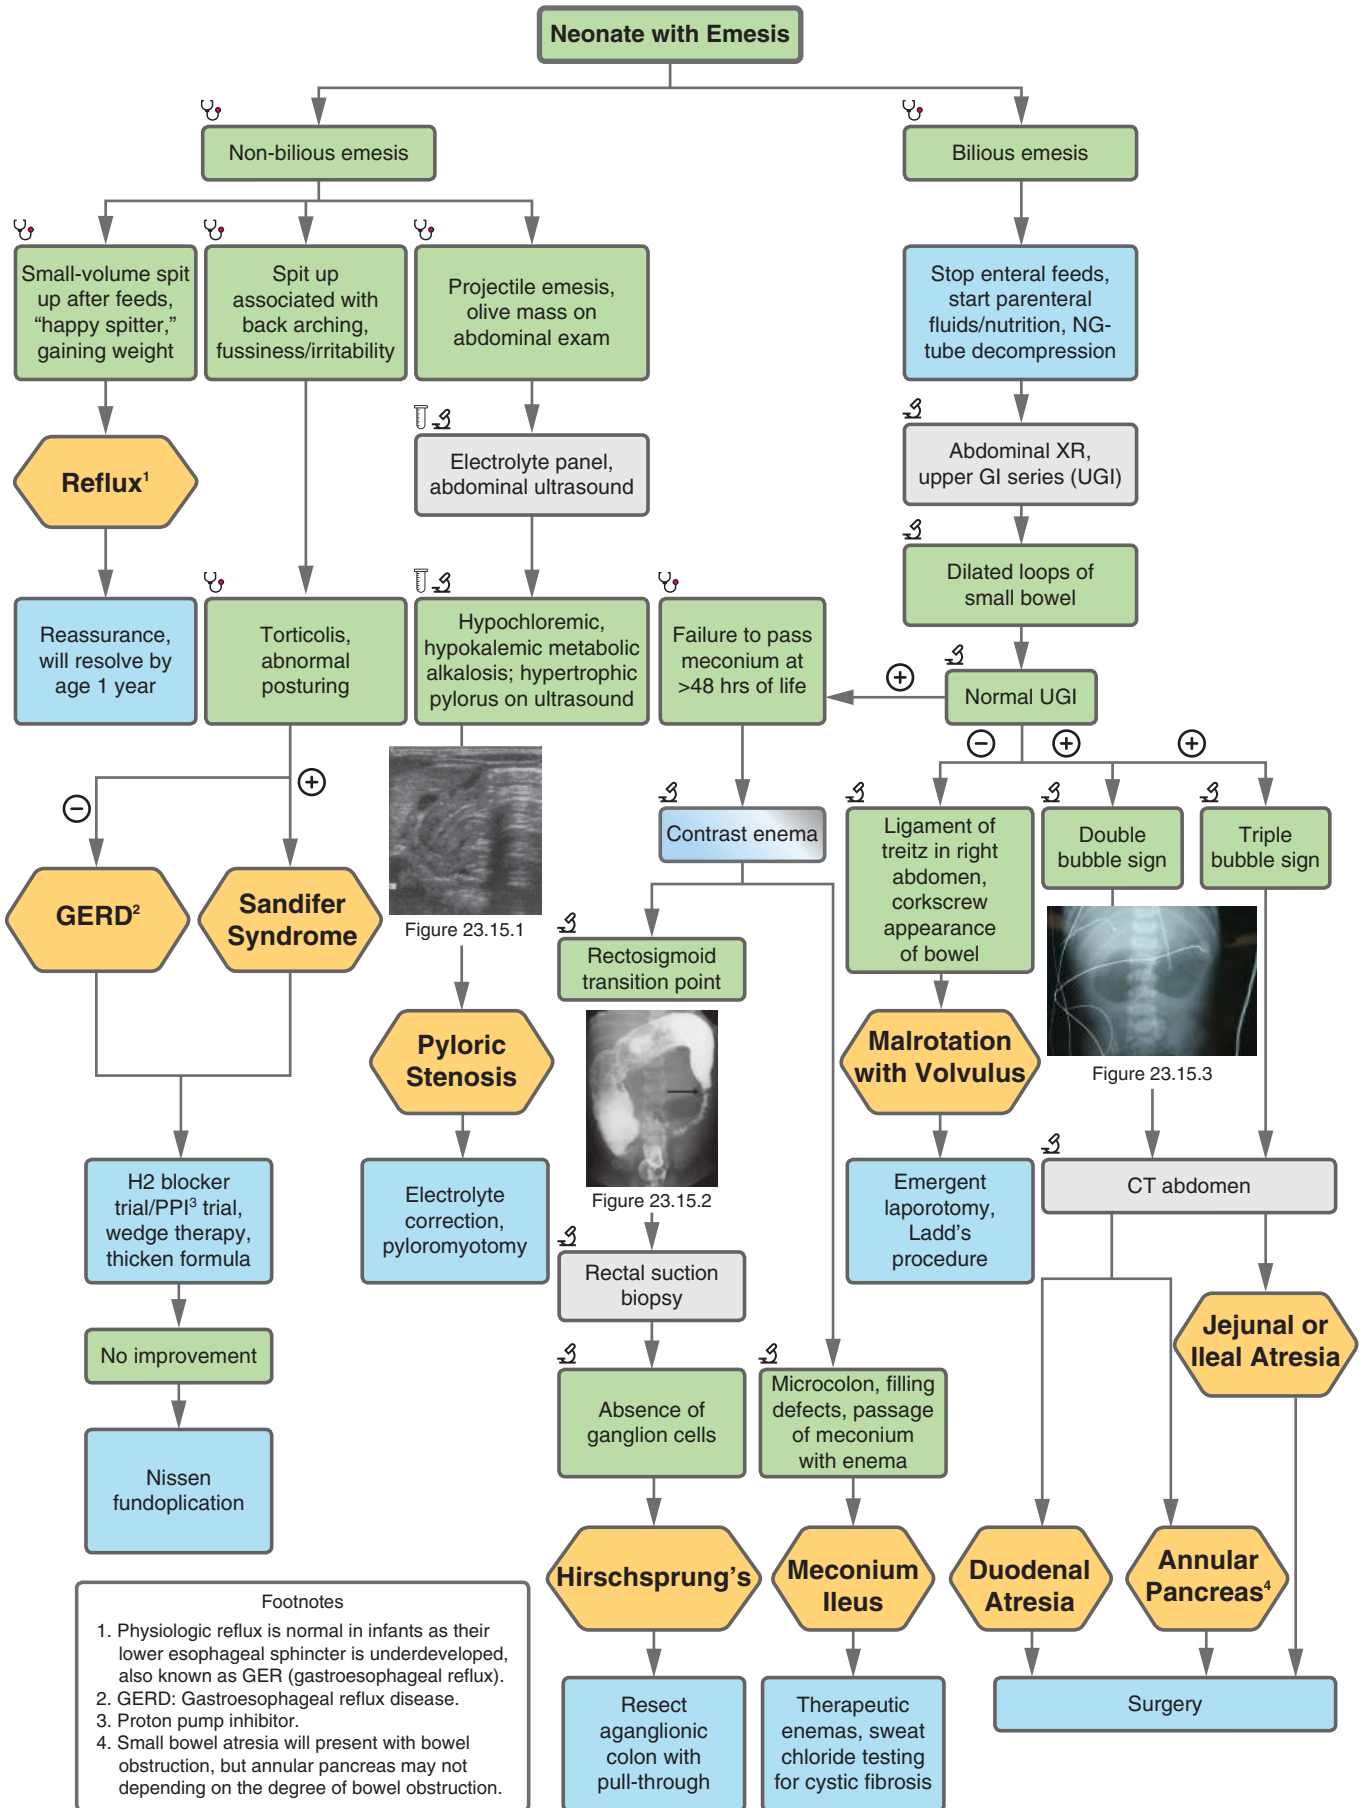 Neonate with Emesis
Non-bilious emesis
Bilious emesis
Small-volume spit
up after feeds,
“happy spitter,”
gaining weight
Spit up
associated with
back arching,
fussiness/irritability
Projectile emesis,
olive mass on
abdominal exam
Stop enteral feeds,
start parenteral
fluids/nutrition, NG-
tube decompression
Reflux¹
Electrolyte panel,
abdominal ultrasound
Abdominal XR,
upper GI series (UGI)
Dilated loops of
small bowel
Reassurance,
will resolve by
age 1 year
Torticolis,
abnormal
posturing
Hypochloremic,
hypokalemic metabolic
alkalosis; hypertrophic
pylorus on ultrasound
Failure to pass
meconium at
>48 hrs of life
+
Normal UGI
−
+
+
−
+
Contrast enema
Ligament of
treitz in right
abdomen,
corkscrew
appearance
of bowel
Double
bubble sign
Triple
bubble sign
GERD²
Sandifer
Syndrome
Figure 23.15.1
Rectosigmoid
transition point
Pyloric
Stenosis
Malrotation
with Volvulus
Figure 23.15.3
H2 blocker
trial/PPI³ trial,
wedge therapy,
thicken formula
Electrolyte
correction,
pyloromyotomy
Figure 23.15.2
Emergent
laporotomy,
Ladd’s
procedure
CT abdomen
Rectal suction
biopsy
No improvement
Jejunal or
Ileal Atresia
Absence of
ganglion cells
Microcolon, filling
defects, passage
of meconium
with enema
Nissen
fundoplication
Hirschsprung’s
Meconium
Ileus
Duodenal
Atresia
Annular
Pancreas⁴
Resect
aganglionic
colon with
pull-through
Therapeutic
enemas, sweat
chloride testing
for cystic fibrosis
Surgery
Footnotes
1. Physiologic reflux is normal in infants as their
lower esophageal sphincter is underdeveloped,
also known as GER (gastroesophageal reflux).
2. GERD: Gastroesophageal reflux disease.
3. Proton pump inhibitor.
4. Small bowel atresia will present with bowel
obstruction, but annular pancreas may not
depending on the degree of bowel obstruction.